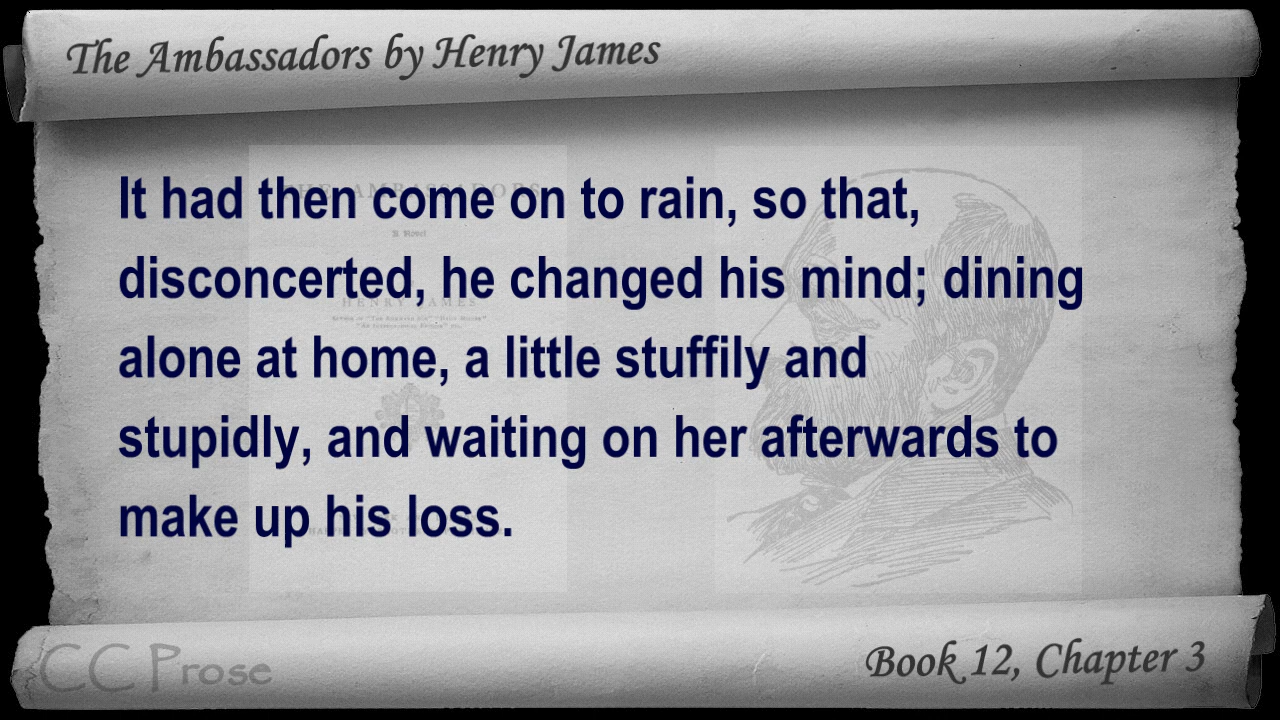 The Ambassadors by Henry James
It had then come on to rain, so that,
disconcerted, he changed his mind; dining
alone at home, a little stuffily and
stupidly, and waiting on her afterwards to
make up his loss.
CC Prose
Book 12, Chapter 3